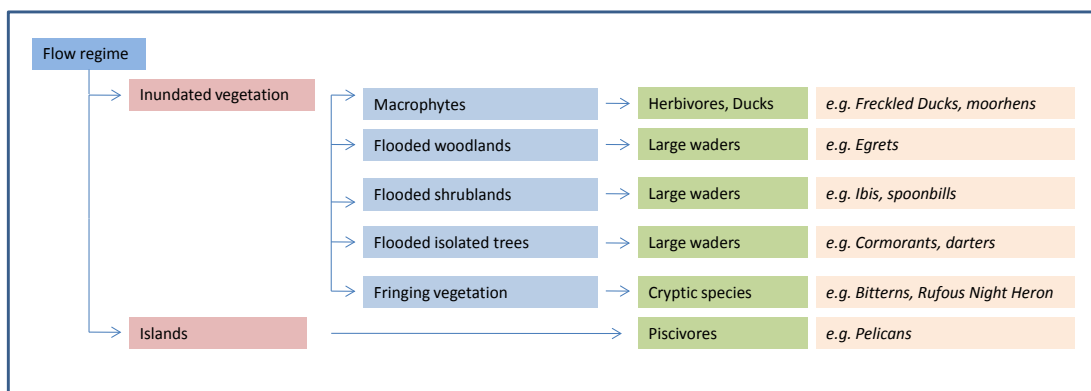 Flow regime
Inundated vegetation
Macrophytes
Herbivores, Ducks
e.g. Freckled Ducks, moorhens
Flooded woodlands
Large waders
e.g. Egrets
Flooded shrublands
Large waders
e.g. Ibis, spoonbills
Flooded isolated trees
Large waders
e.g. Cormorants, darters
Fringing vegetation
Cryptic species
e.g. Bitterns, Rufous Night Heron
Islands
Piscivores
e.g. Pelicans